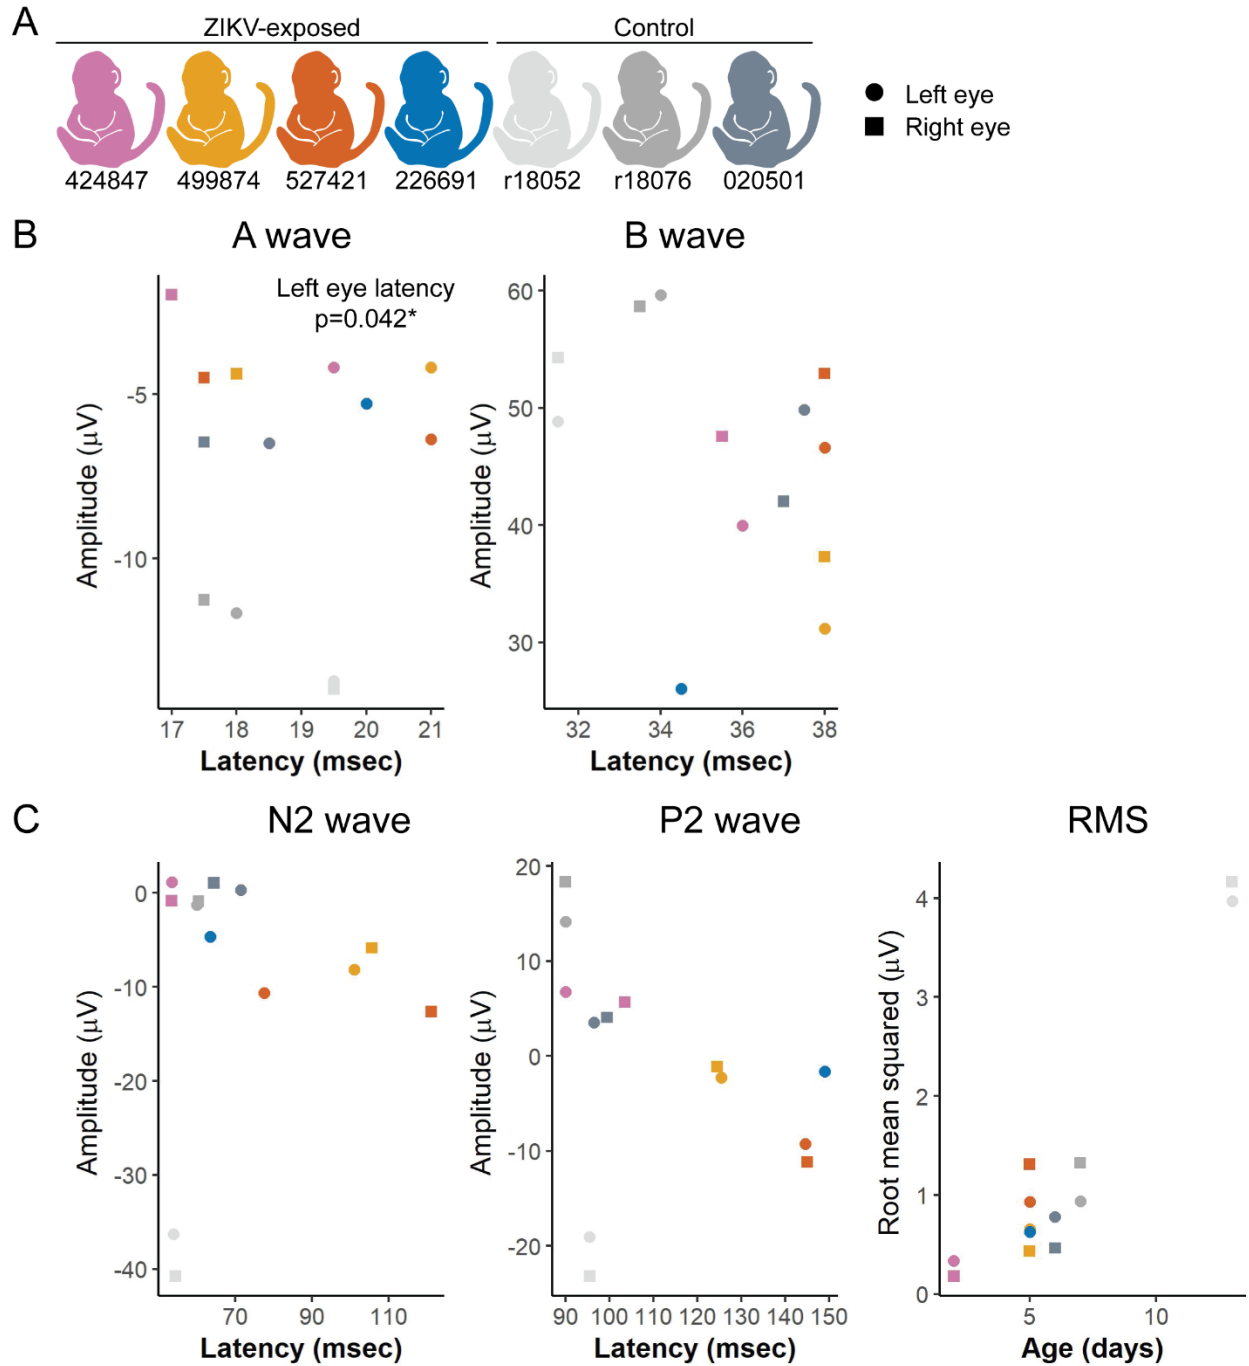 A
ZIKV-exposed
Control
424847 499874 527421 226691 r18052 r18076 020501
Left eye
Right eye
B
A wave
B wave
Left eye latency
p=0.042*
Amplitude (μV)
-5
-10
17 18 19 20 21
Latency (msec)
Amplitude (μV)
60
50
40
30
32 34 36 38
Latency (msec)
C
N2 wave
P2 wave
RMS
Amplitude (μV)
0
-10
-20
-30
-40
70 90 110
Latency (msec)
Amplitude (μV)
20
10
0
-10
-20
90 100 110 120 130 140 150
Latency (msec)
Root mean squared (μV)
4
3
2
1
0
5 10
Age (days)